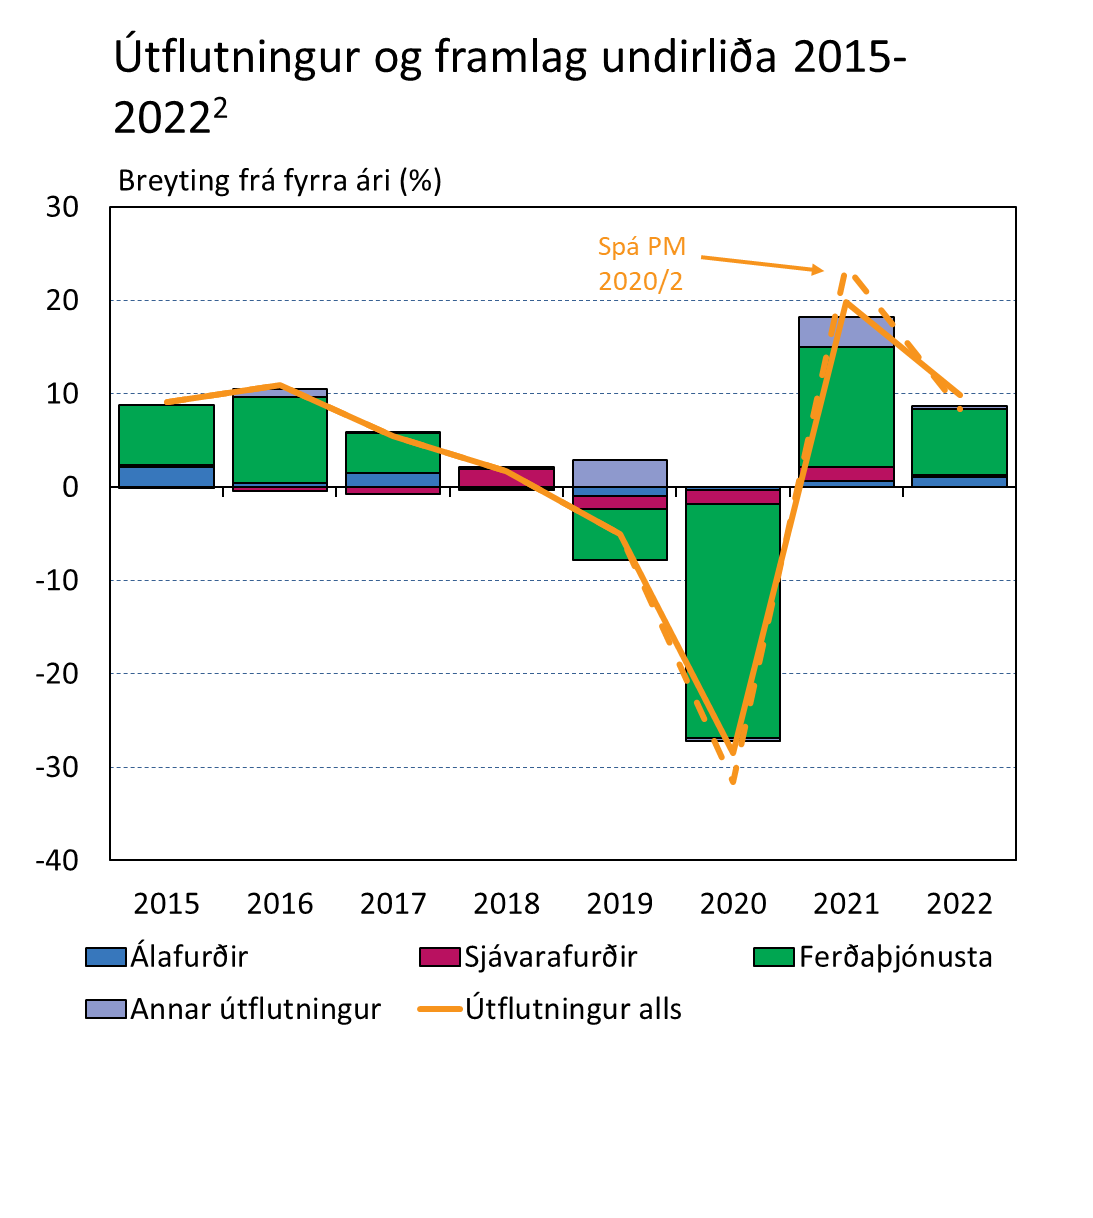 Útflutningur og framlag undirliða 2015-
2022²
Breyting frá fyrra ári (%)
30
20
10
0
-10
-20
-30
-40
Spá PM
2020/2
2015 2016 2017 2018 2019 2020 2021 2022
Álafurðir Sjávarafurðir Ferðaþjónusta
Annar útflutningur Útflutningur alls